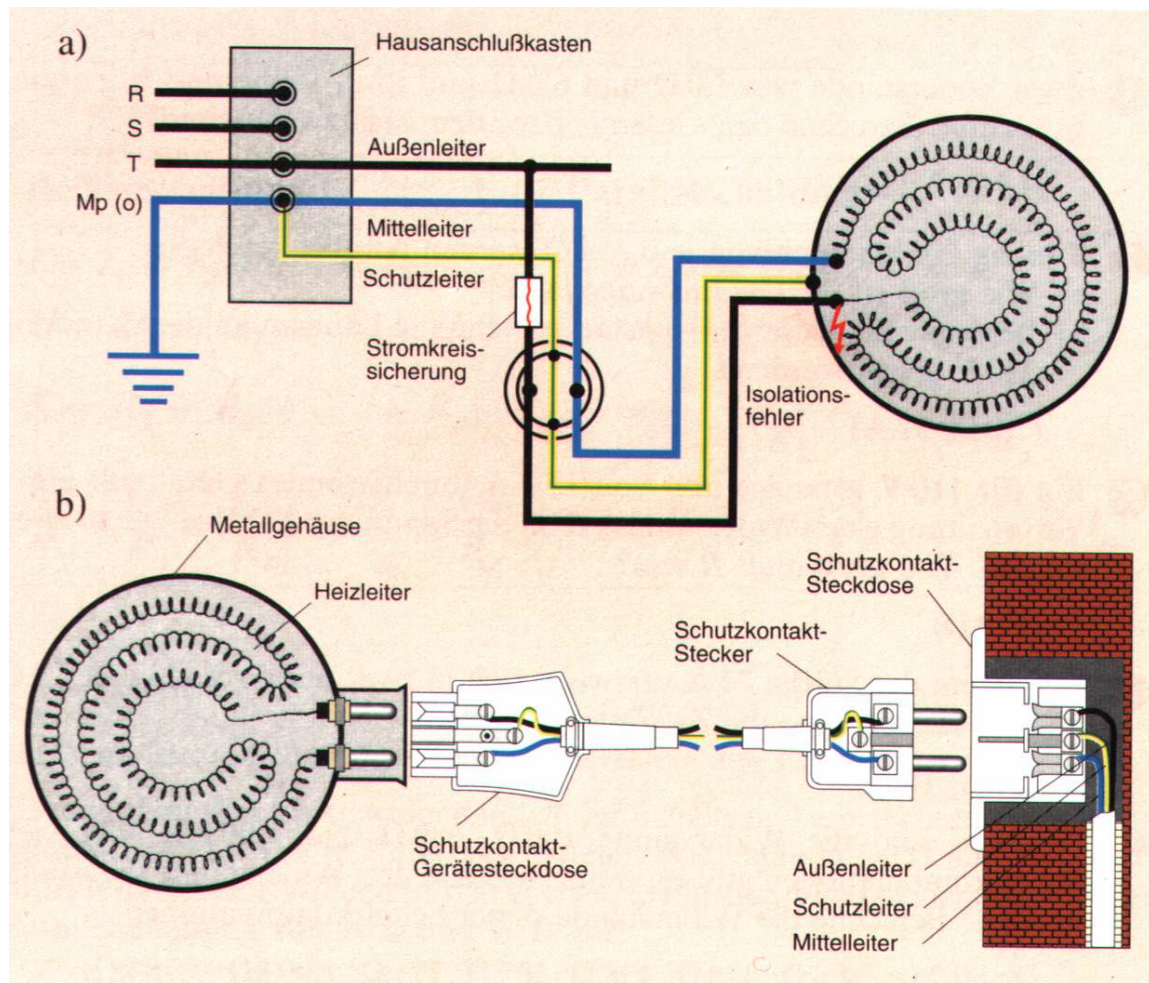 a)
Hausanschlußkasten
R
S
T
Außenleiter
Mp (o)
Mittelleiter
Schutzleiter
Stromkreis-
sicherung
Isolations-
fehler
b)
Metallgehäuse
Heizleiter
Schutzkontakt-
Steckdose
Schutzkontakt-
Stecker
Schutzkontakt-
Gerätesteckdose
Außenleiter
Schutzleiter
Mittelleiter